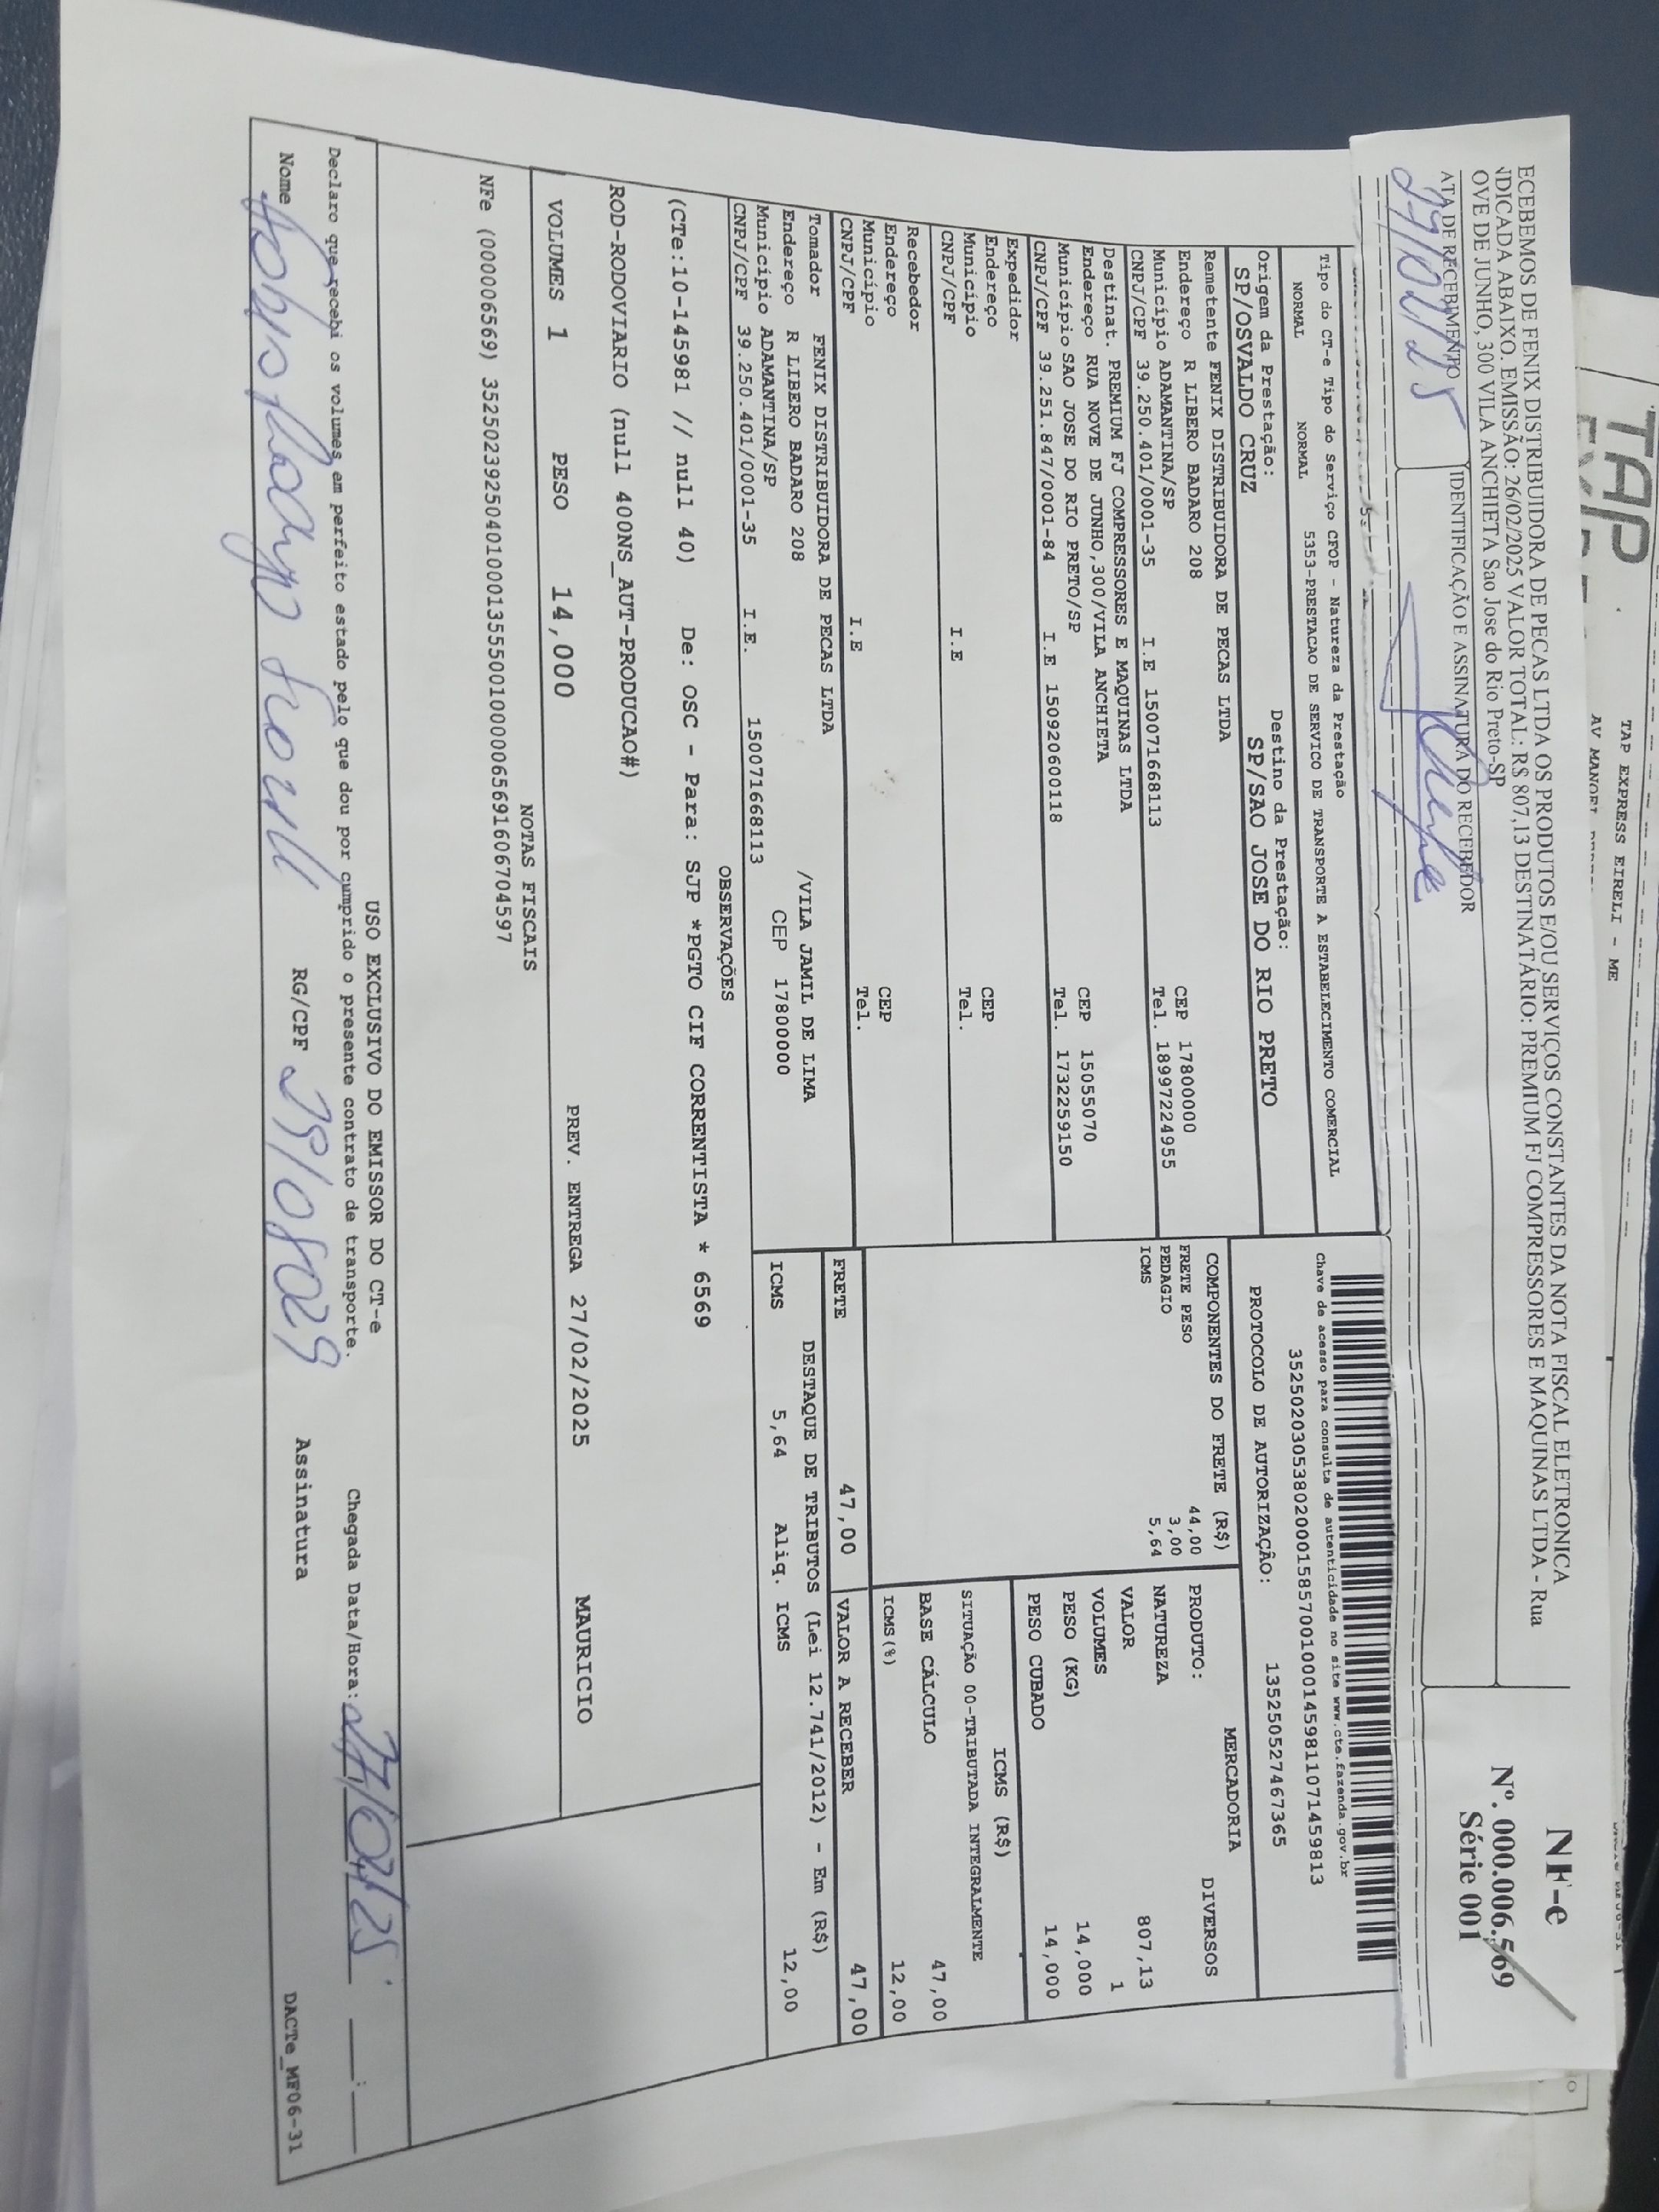 TAP
TAP EXPRESS EIRELI - ME
ECEBEMOS DE FENIX DISTRIBUIDORA DE PECAS LTDA OS PRODUTOS E/OU SERVIÇOS CONSTANTES DA NOTA FISCAL ELETRONICA
NDICADA ABAIXO. EMISSÃO: 26/02/2025 VALOR TOTAL: R$ 807,13 DESTINATÁRIO: PREMIUM FJ COMPRESSORES E MAQUINAS LTDA - Rua
OVE DE JUNHO, 300 VILA ANCHIETA Sao Jose do Rio Preto-SP
ATA DE RECEBIMENTO
IDENTIFICAÇÃO E ASSINATURA DO RECEBEDOR
27/02/25
NF-e
Nº. 000.006.569
Série 001
Tipo do CT-e Tipo do Serviço CFOP - Natureza da Prestação
NORMAL NORMAL 5353-PRESTACAO DE SERVICO DE TRANSPORTE A ESTABELECIMENTO COMERCIAL
Chave de acesso para consulta de autenticidade no site www.cte.fazenda.gov.br
35250203053802000158570010001459811071459813
Origem da Prestação: Destino da Prestação:
SP/OSVALDO CRUZ SP/SAO JOSE DO RIO PRETO
PROTOCOLO DE AUTORIZAÇÃO: 135250527467365
Remetente FENIX DISTRIBUIDORA DE PECAS LTDA
Endereço R LIBERO BADARO 208 CEP 17800000
Município ADAMANTINA/SP Tel. 18997224955
CNPJ/CPF 39.250.401/0001-35 I.E 150071668113
Destinat. PREMIUM FJ COMPRESSORES E MAQUINAS LTDA
Endereço RUA NOVE DE JUNHO,300/VILA ANCHIETA CEP 15055070
Município SAO JOSE DO RIO PRETO/SP Tel. 1732259150
CNPJ/CPF 39.251.847/0001-84 I.E 150920600118
Expedidor
Endereço CEP
Município Tel.
CNPJ/CPF I.E
Recebedor
Endereço CEP
Município Tel.
CNPJ/CPF I.E
Tomador FENIX DISTRIBUIDORA DE PECAS LTDA
Endereço R LIBERO BADARO 208 /VILA JAMIL DE LIMA
Município ADAMANTINA/SP CEP 17800000
CNPJ/CPF 39.250.401/0001-35 I.E. 150071668113
COMPONENTES DO FRETE (R$)
FRETE PESO 44,00
PEDAGIO 3,00
ICMS 5,64
MERCADORIA
PRODUTO: DIVERSOS
NATUREZA
VALOR 807,13
VOLUMES 1
PESO (KG) 14,000
PESO CUBADO 14,000
ICMS (R$)
SITUAÇÃO 00-TRIBUTADA INTEGRALMENTE
BASE CÁLCULO 47,00
ICMS(%) 12,00
FRETE 47,00 VALOR A RECEBER 47,00
DESTAQUE DE TRIBUTOS (Lei 12.741/2012) - Em (R$)
ICMS 5,64 Aliq. ICMS 12,00
OBSERVAÇÕES
(CTe:10-145981 // null 40) De: OSC - Para: SJP *PGTO CIF CORRENTISTA * 6569
ROD-RODOVIARIO (null 400NS_AUT-PRODUCAO#)
VOLUMES 1 PESO 14,000 PREV. ENTREGA 27/02/2025 MAURICIO
NOTAS FISCAIS
NFe (000006569) 35250239250401000135550010000065691606704597
USO EXCLUSIVO DO EMISSOR DO CT-e
Declaro que recebi os volumes em perfeito estado pelo que dou por cumprido o presente contrato de transporte.
Chegada Data/Hora: 27/02/25 __:__
Nome RG/CPF Assinatura
DACTe_MF06-31